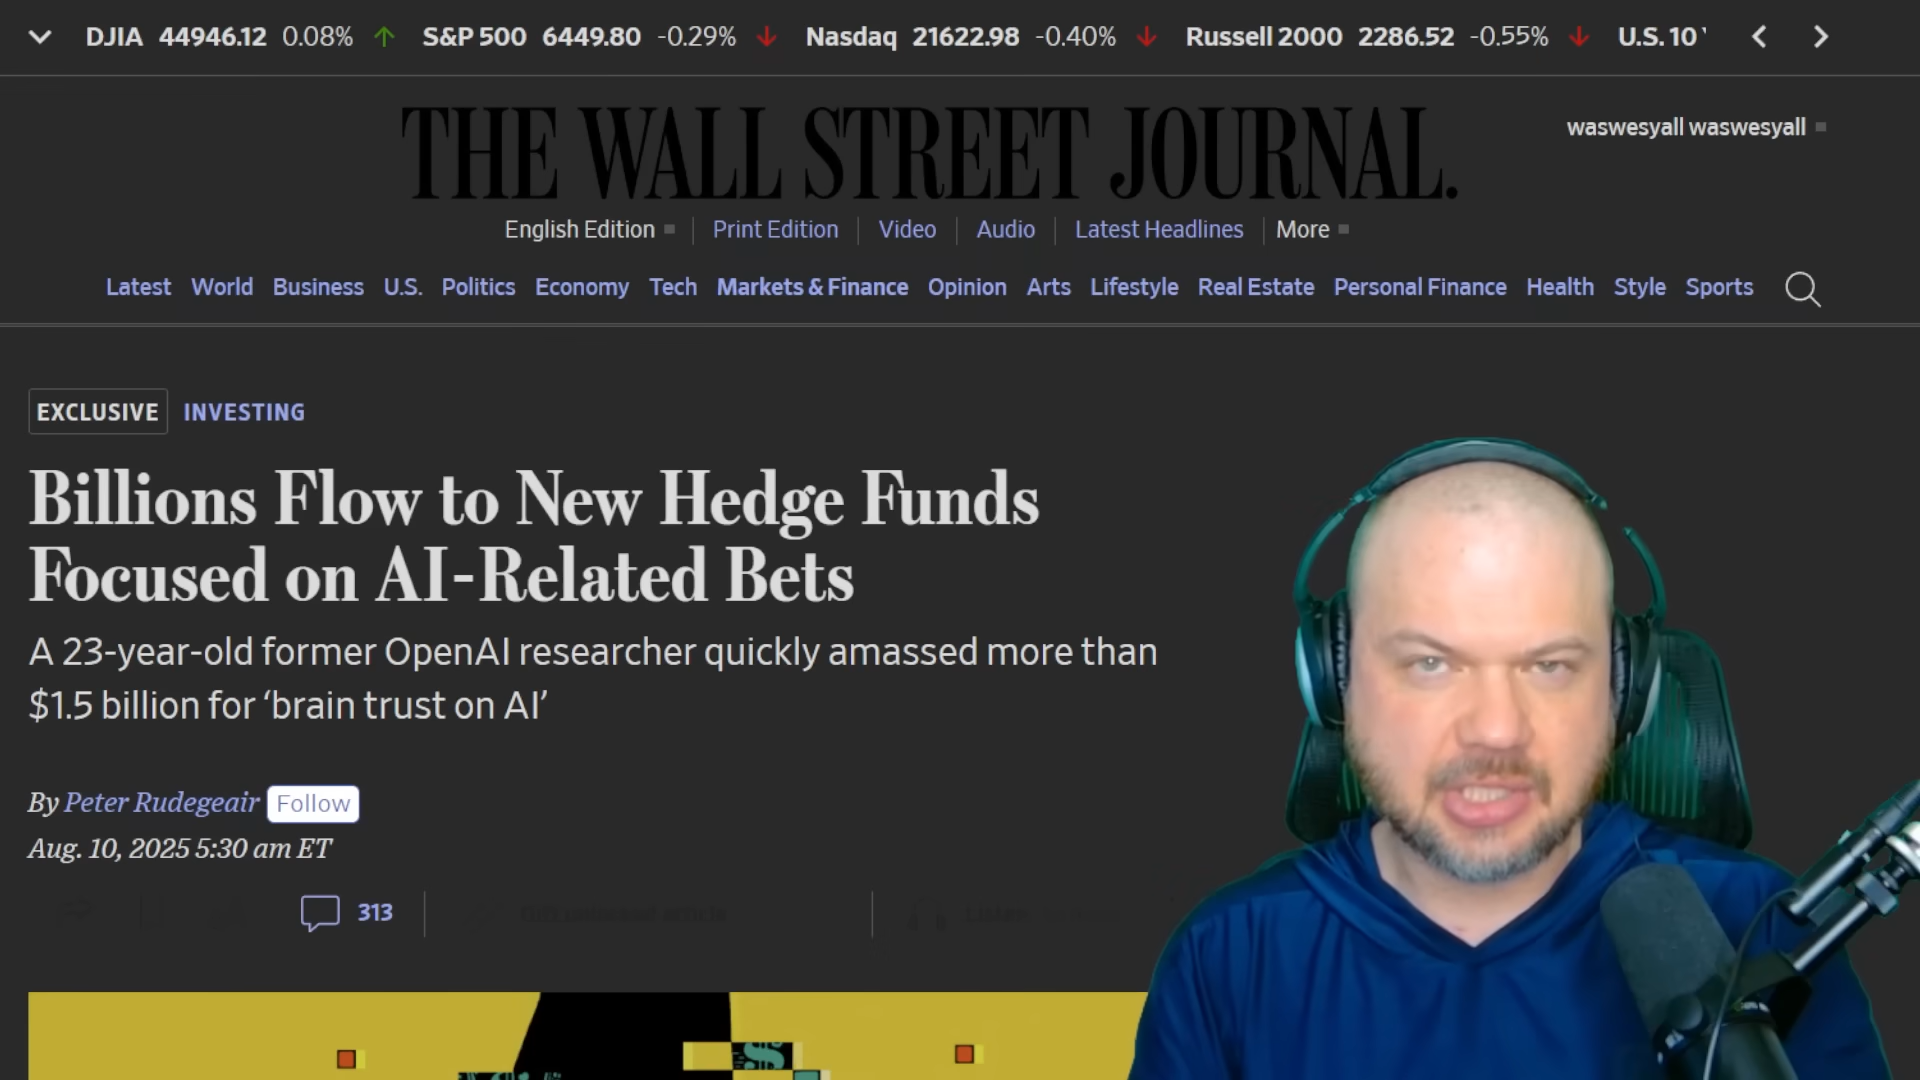 DJIA 44946.12 0.08% S&P 500 6449.80 -0.29% Nasdaq 21622.98 -0.40% Russell 2000 2286.52 -0.55% U.S. 10
THE WALL STREET JOURNAL.
waswesyall waswesyall
English Edition Print Edition Video Audio Latest Headlines More
Latest World Business U.S. Politics Economy Tech Markets & Finance Opinion Arts Lifestyle Real Estate Personal Finance Health Style Sports
EXCLUSIVE INVESTING
Billions Flow to New Hedge Funds
Focused on AI-Related Bets
A 23-year-old former OpenAI researcher quickly amassed more than
$1.5 billion for ‘brain trust on AI’
By Peter Rudegeair Follow
Aug. 10, 2025 5:30 am ET
313